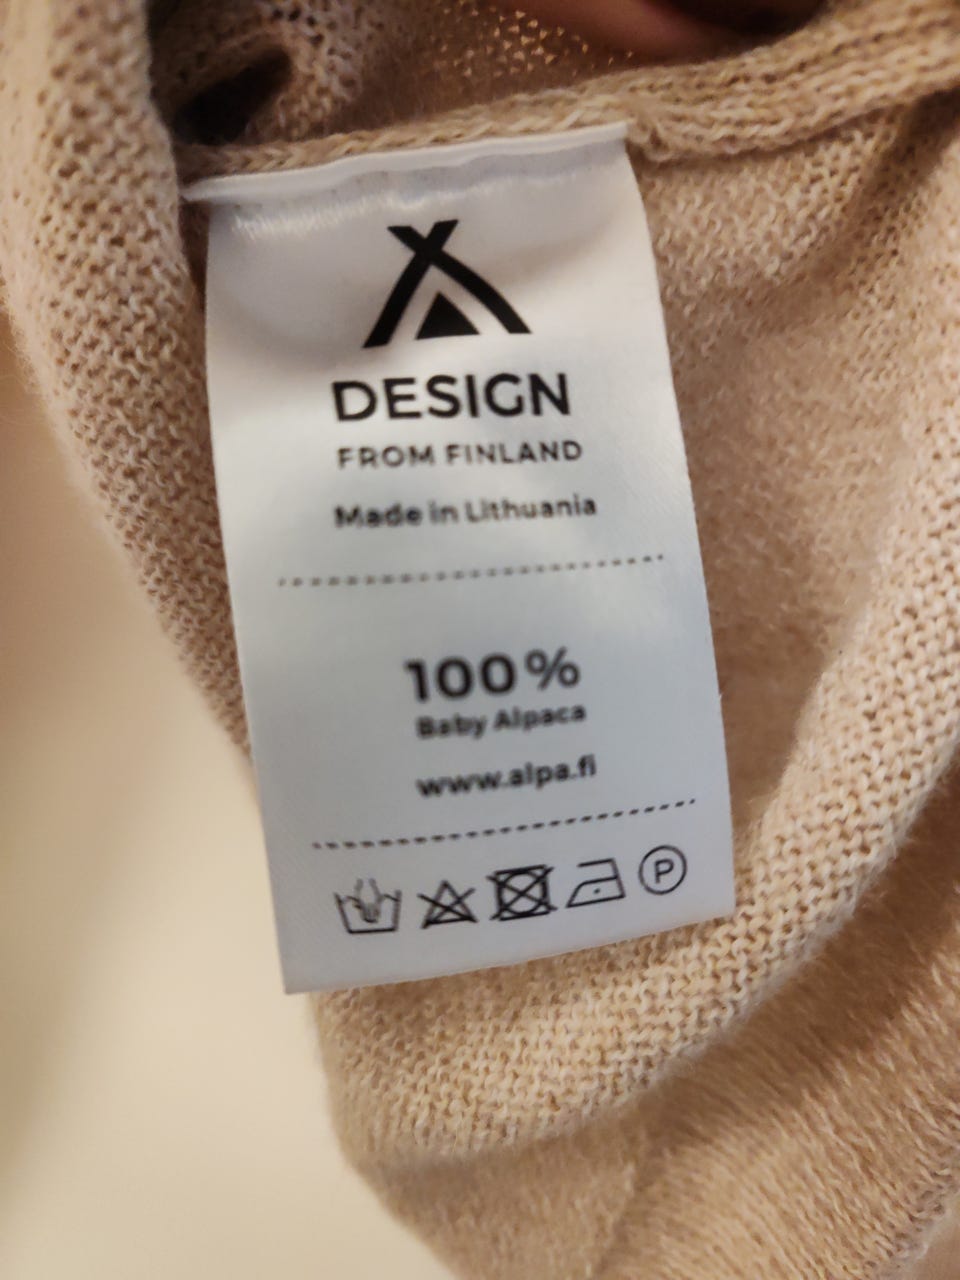 DESIGN
FROM FINLAND
Made in Lithuania
100%
Baby Alpaca
www.alpa.fi
P